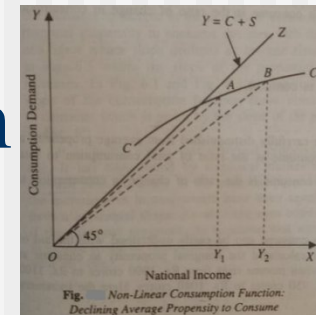 Y
Y = C + S
Z
B
C
A
C
Consumption Demand
45°
O
Y₁
Y₂
X
National Income
Fig. Non-Linear Consumption Function:
Declining Average Propensity to Consume